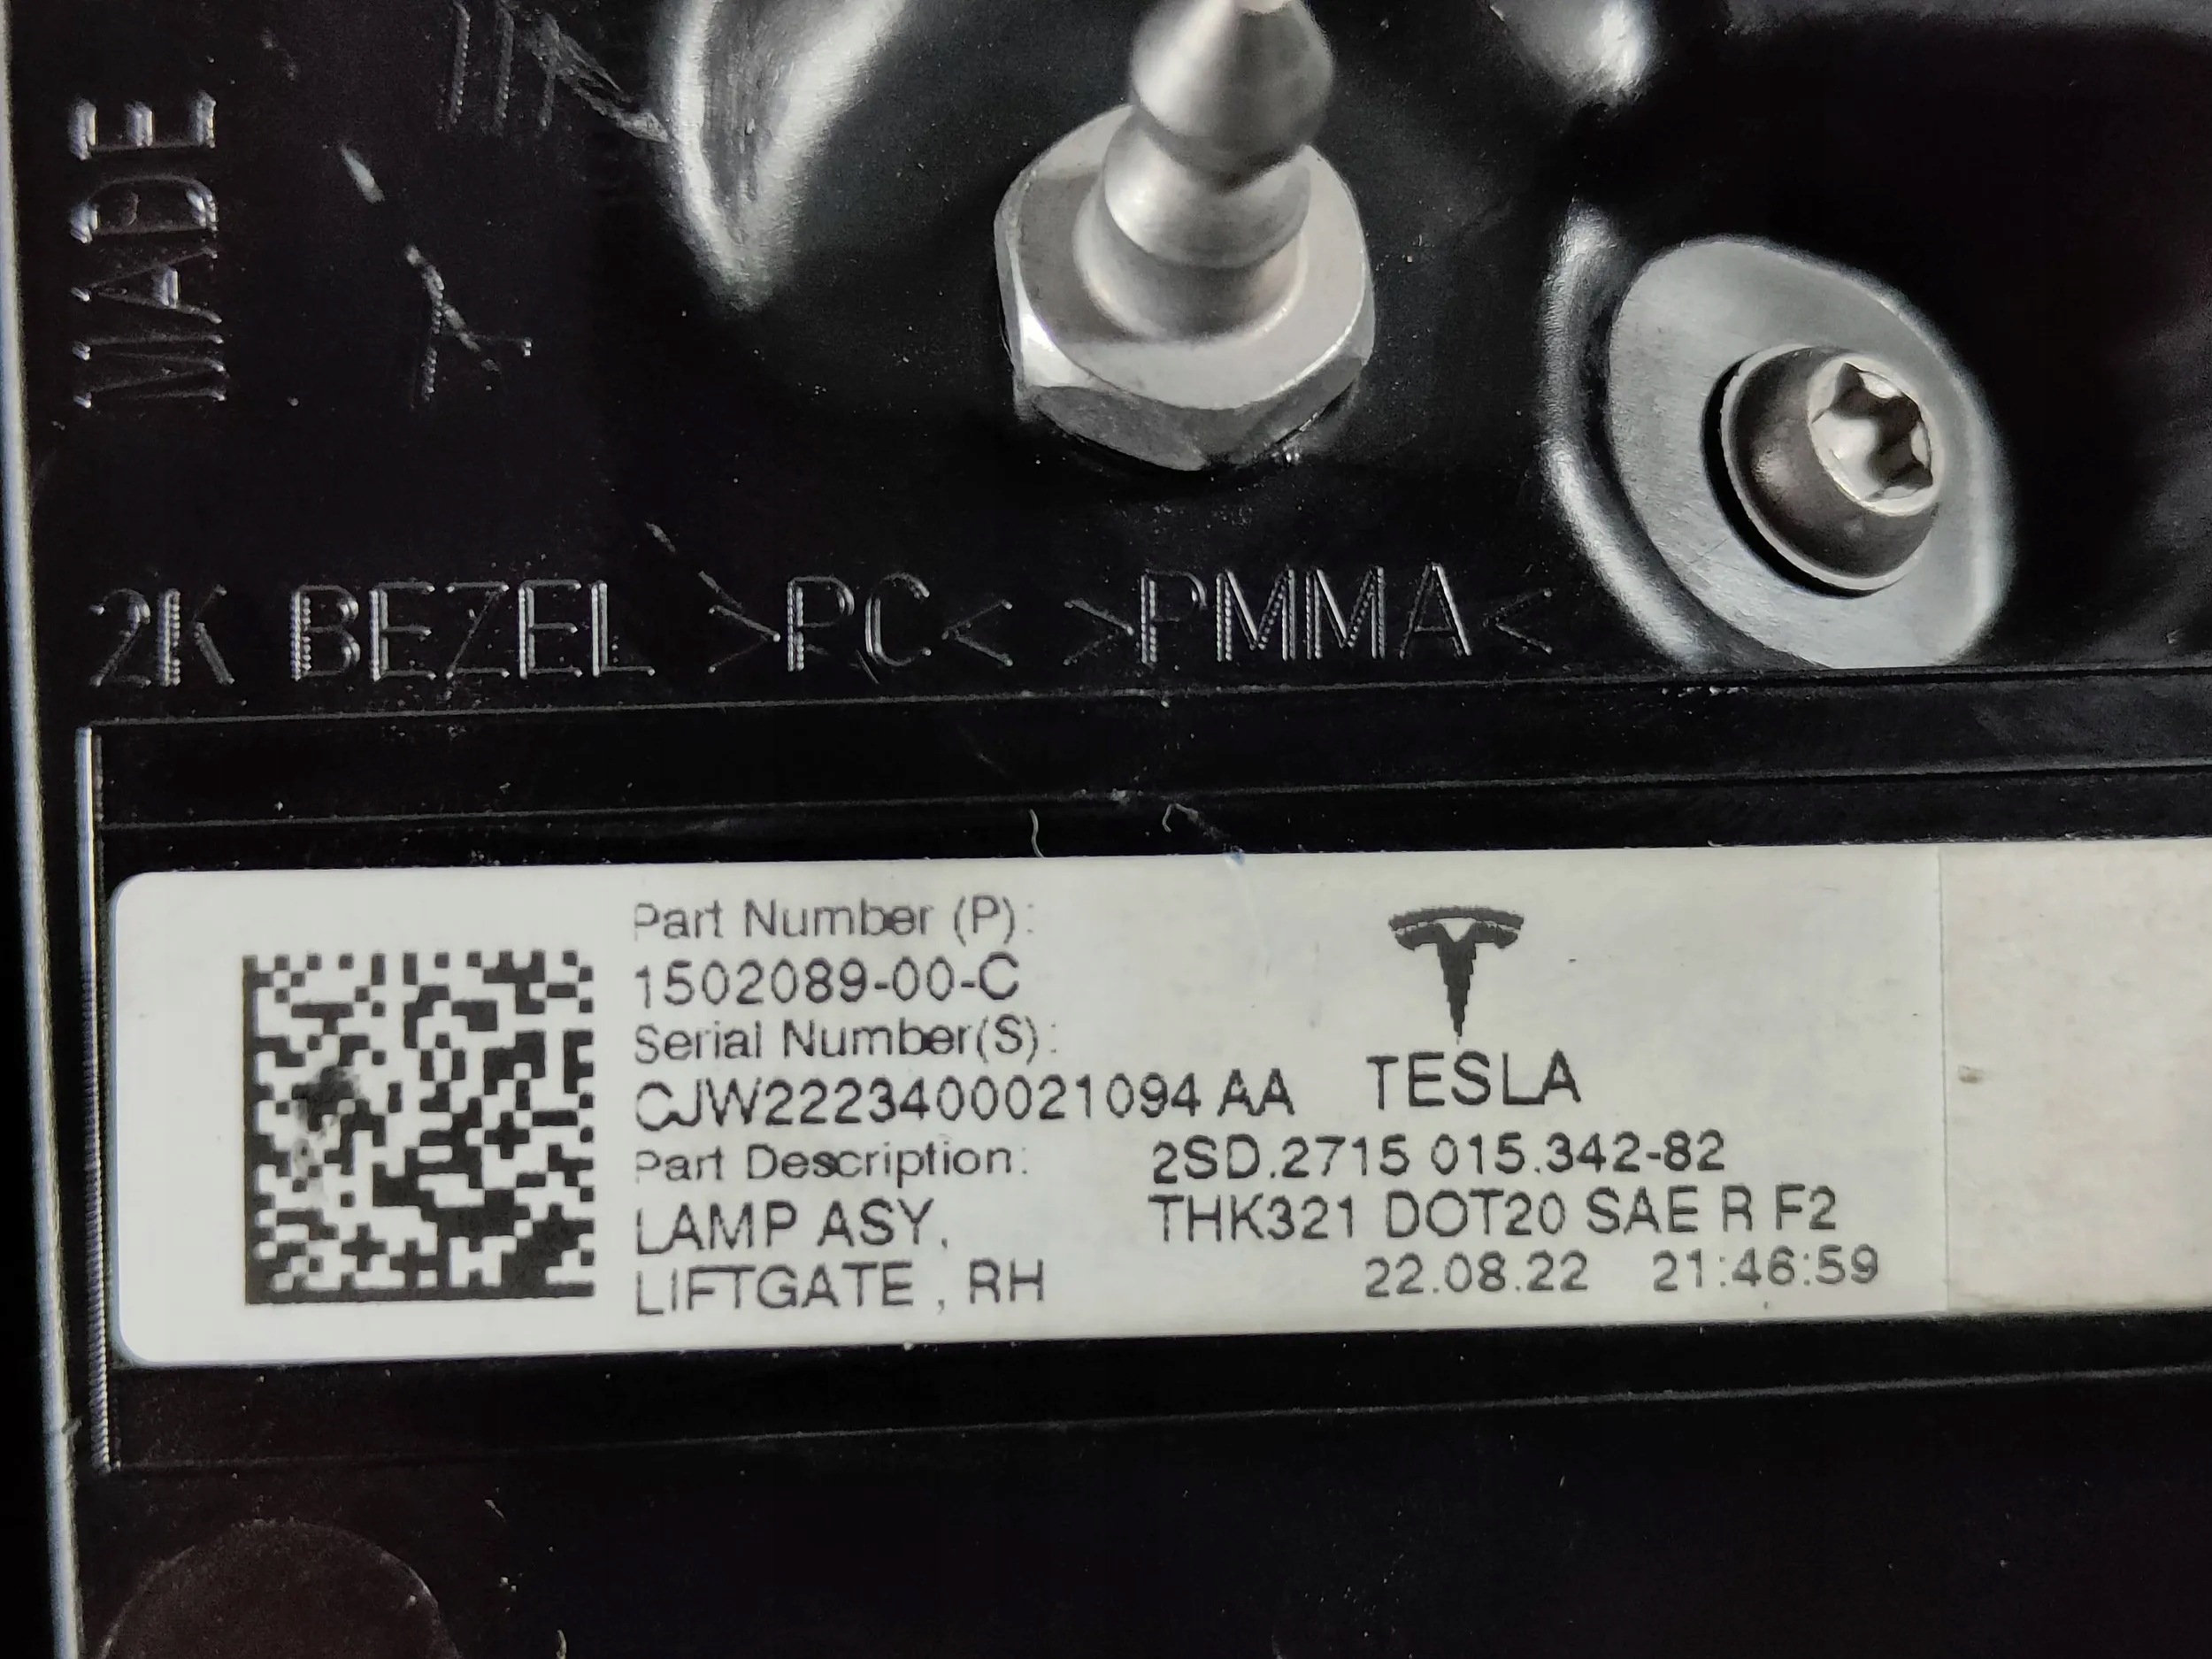 MADE
2K BEZEL >PC< >PMMA<
Part Number (P):
1502089-00-C
Serial Number(S):
CJW2223400021094 AA
Part Description:
LAMP ASY,
LIFTGATE , RH
TESLA
2SD.2715 015.342-82
THK321 DOT20 SAE R F2
22.08.22 21:46:59